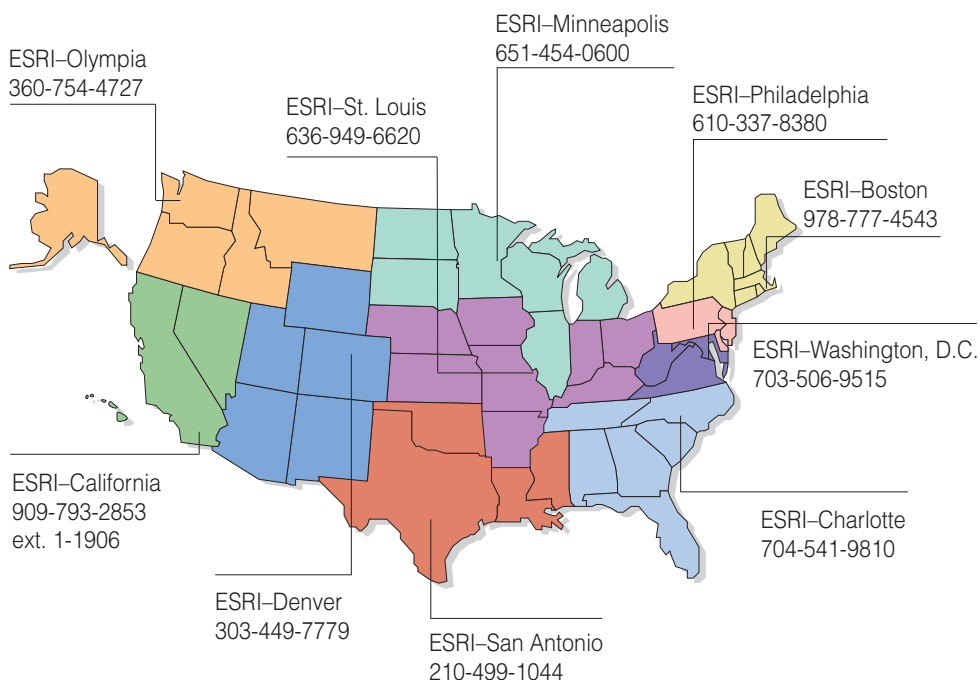 ESRI–Minneapolis
651-454-0600
ESRI–Olympia
360-754-4727
ESRI–St. Louis
636-949-6620
ESRI–Philadelphia
610-337-8380
ESRI–Boston
978-777-4543
ESRI–Washington, D.C.
703-506-9515
ESRI–California
909-793-2853
ext. 1-1906
ESRI–Charlotte
704-541-9810
ESRI–Denver
303-449-7779
ESRI–San Antonio
210-499-1044